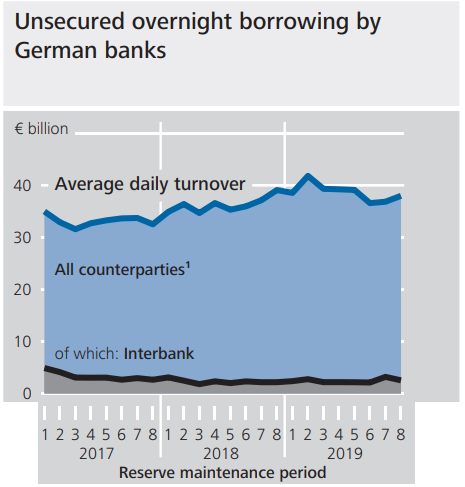 Unsecured overnight borrowing by
German banks
€ billion
Average daily turnover
40
30
All counterparties¹
20
10
of which: Interbank
0
1 2 3 4 5 6 7 8 1 2 3 4 5 6 7 8 1 2 3 4 5 6 7 8
2017 2018 2019
Reserve maintenance period